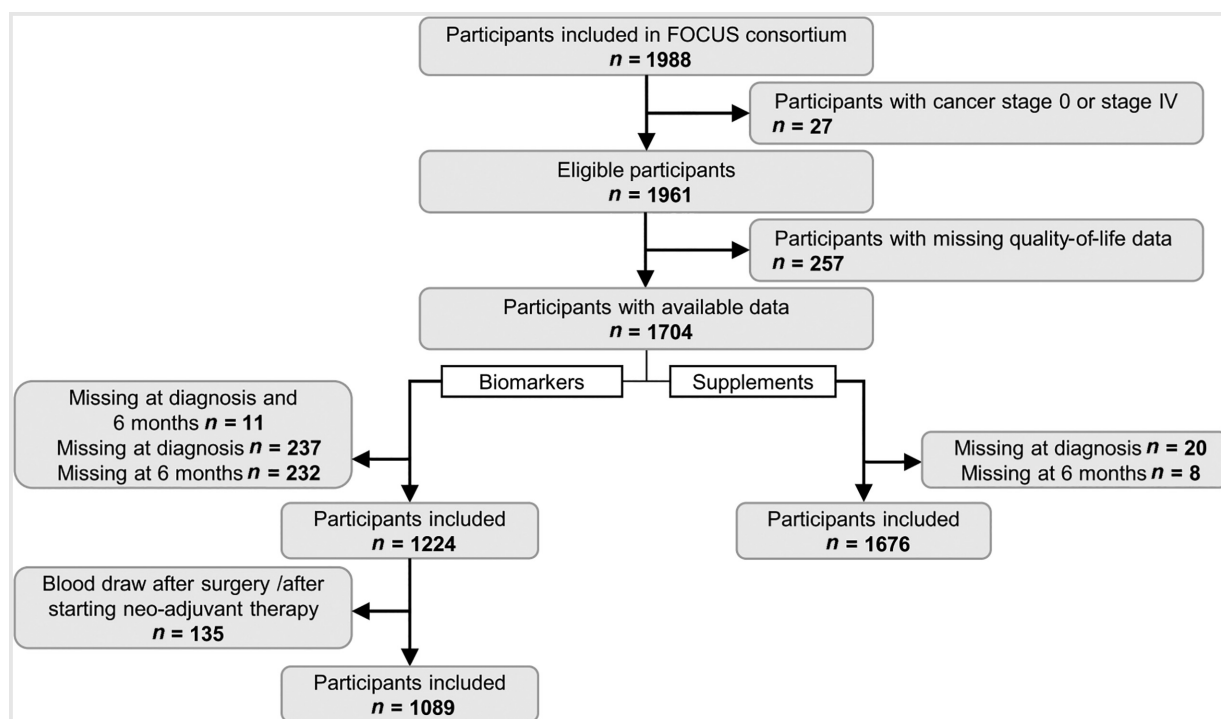 Participants included in FOCUS consortium
n = 1988
Participants with cancer stage 0 or stage IV
n = 27
Eligible participants
n = 1961
Participants with missing quality-of-life data
n = 257
Participants with available data
n = 1704
Biomarkers
Supplements
Missing at diagnosis and
6 months n = 11
Missing at diagnosis n = 237
Missing at 6 months n = 232
Missing at diagnosis n = 20
Missing at 6 months n = 8
Participants included
n = 1224
Participants included
n = 1676
Blood draw after surgery /after
starting neo-adjuvant therapy
n = 135
Participants included
n = 1089